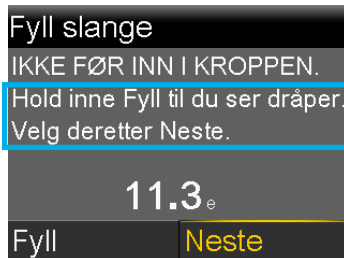 Fyll slange
IKKE FØR INN I KROPPEN.
Hold inne Fyll til du ser dråper.
Velg deretter Neste.
11.3 e
Fyll Neste